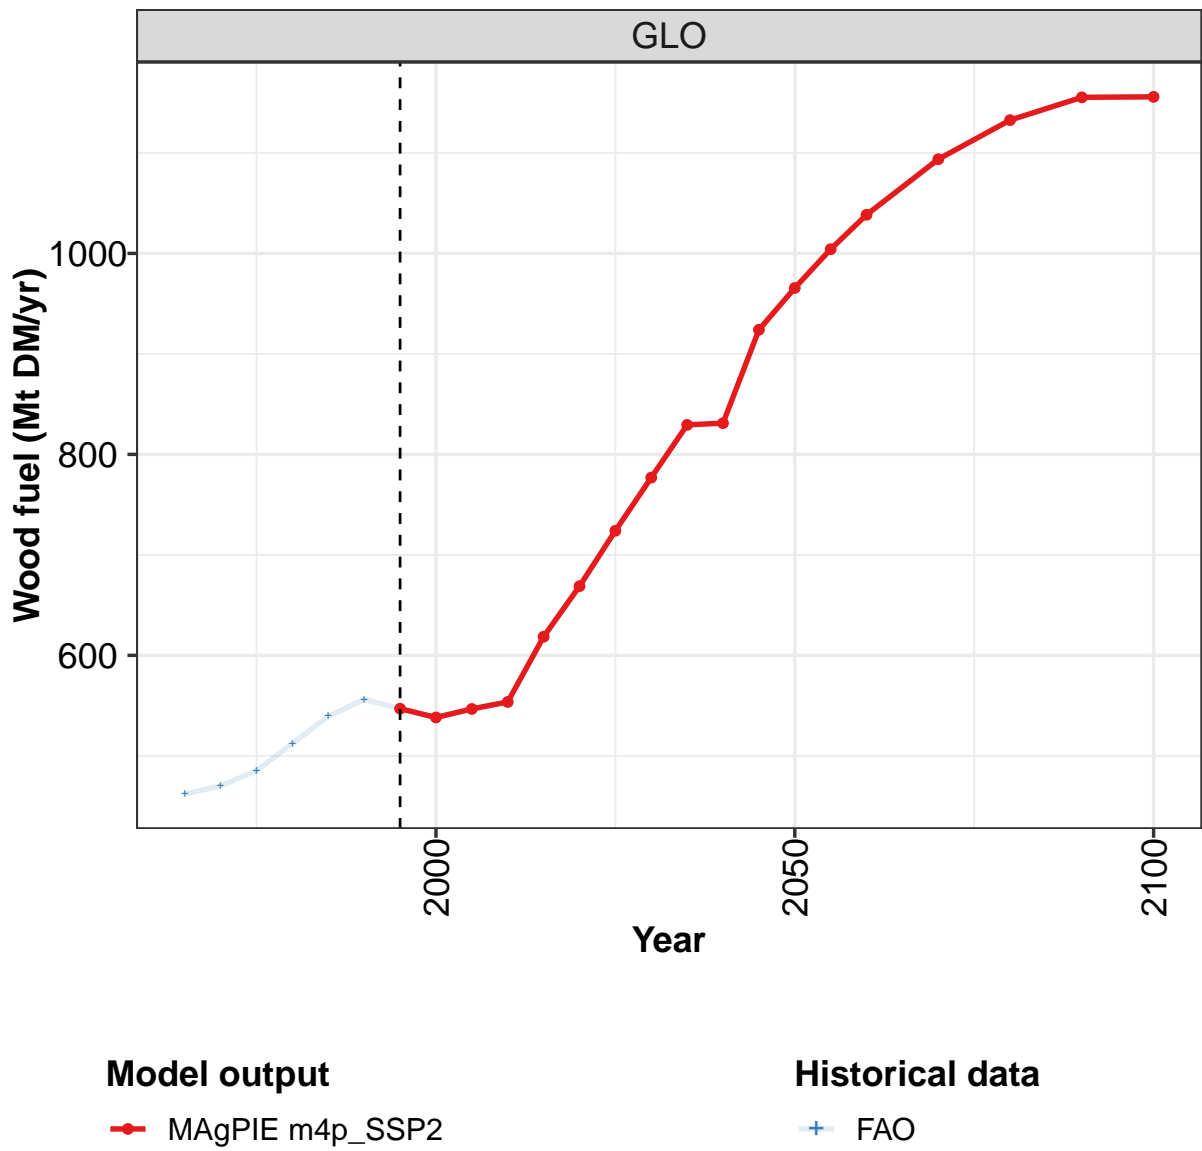 GLO
Wood fuel (Mt DM/yr)
1000
800
600
2000
2050
2100
Year
Model output
MAgPIE m4p_SSP2
Historical data
FAO